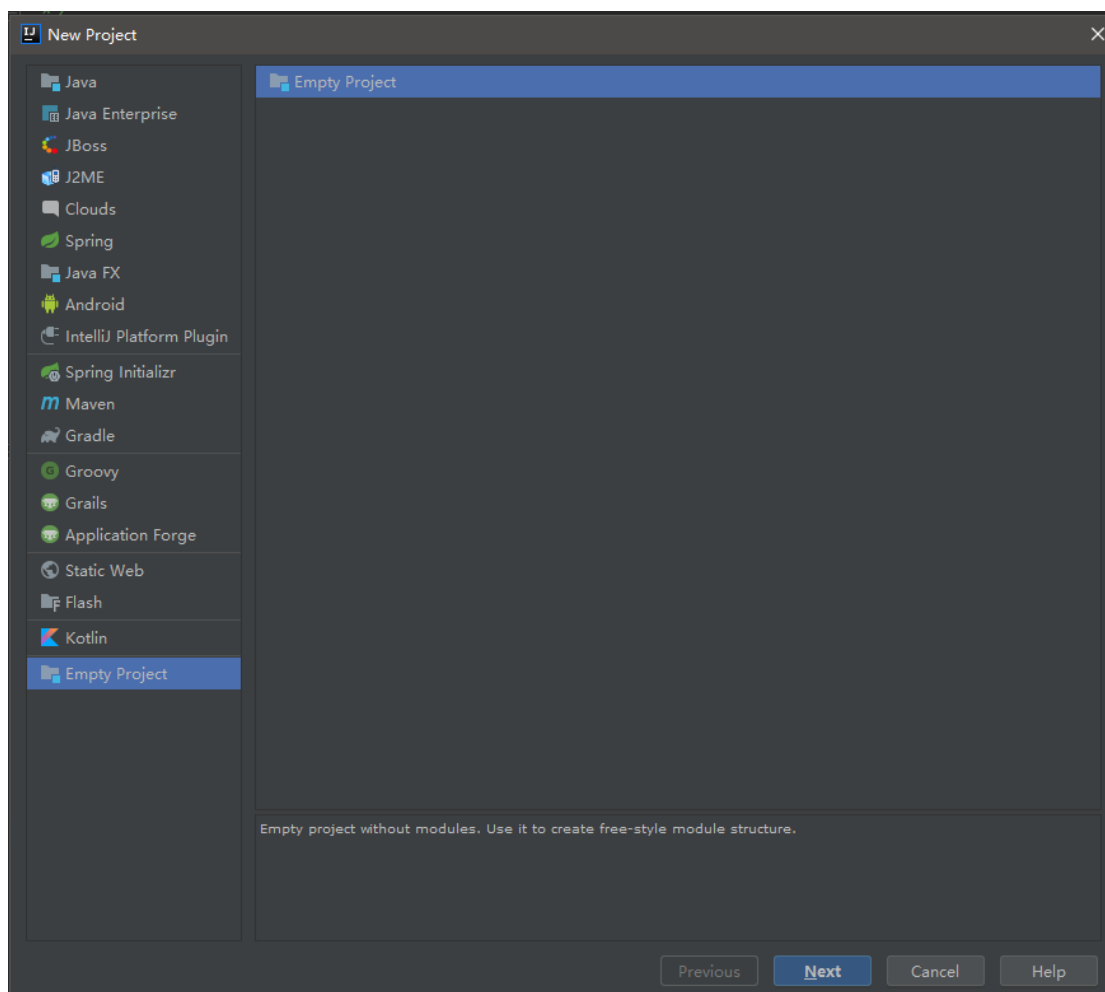 New Project
Java
Java Enterprise
JBoss
J2ME
Clouds
Spring
Java FX
Android
IntelliJ Platform Plugin
Spring Initializr
Maven
Gradle
Groovy
Grails
Application Forge
Static Web
Flash
Kotlin
Empty Project
Empty Project
Empty project without modules. Use it to create free-style module structure.
Previous
Next
Cancel
Help